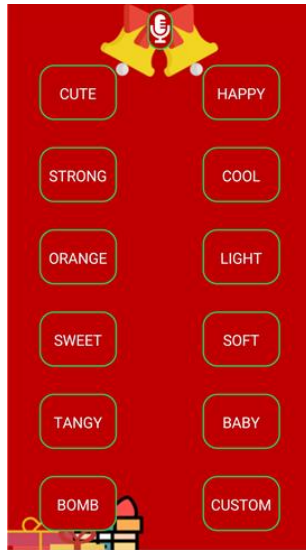 CUTE HAPPY
STRONG COOL
ORANGE LIGHT
SWEET SOFT
TANGY BABY
BOMB CUSTOM